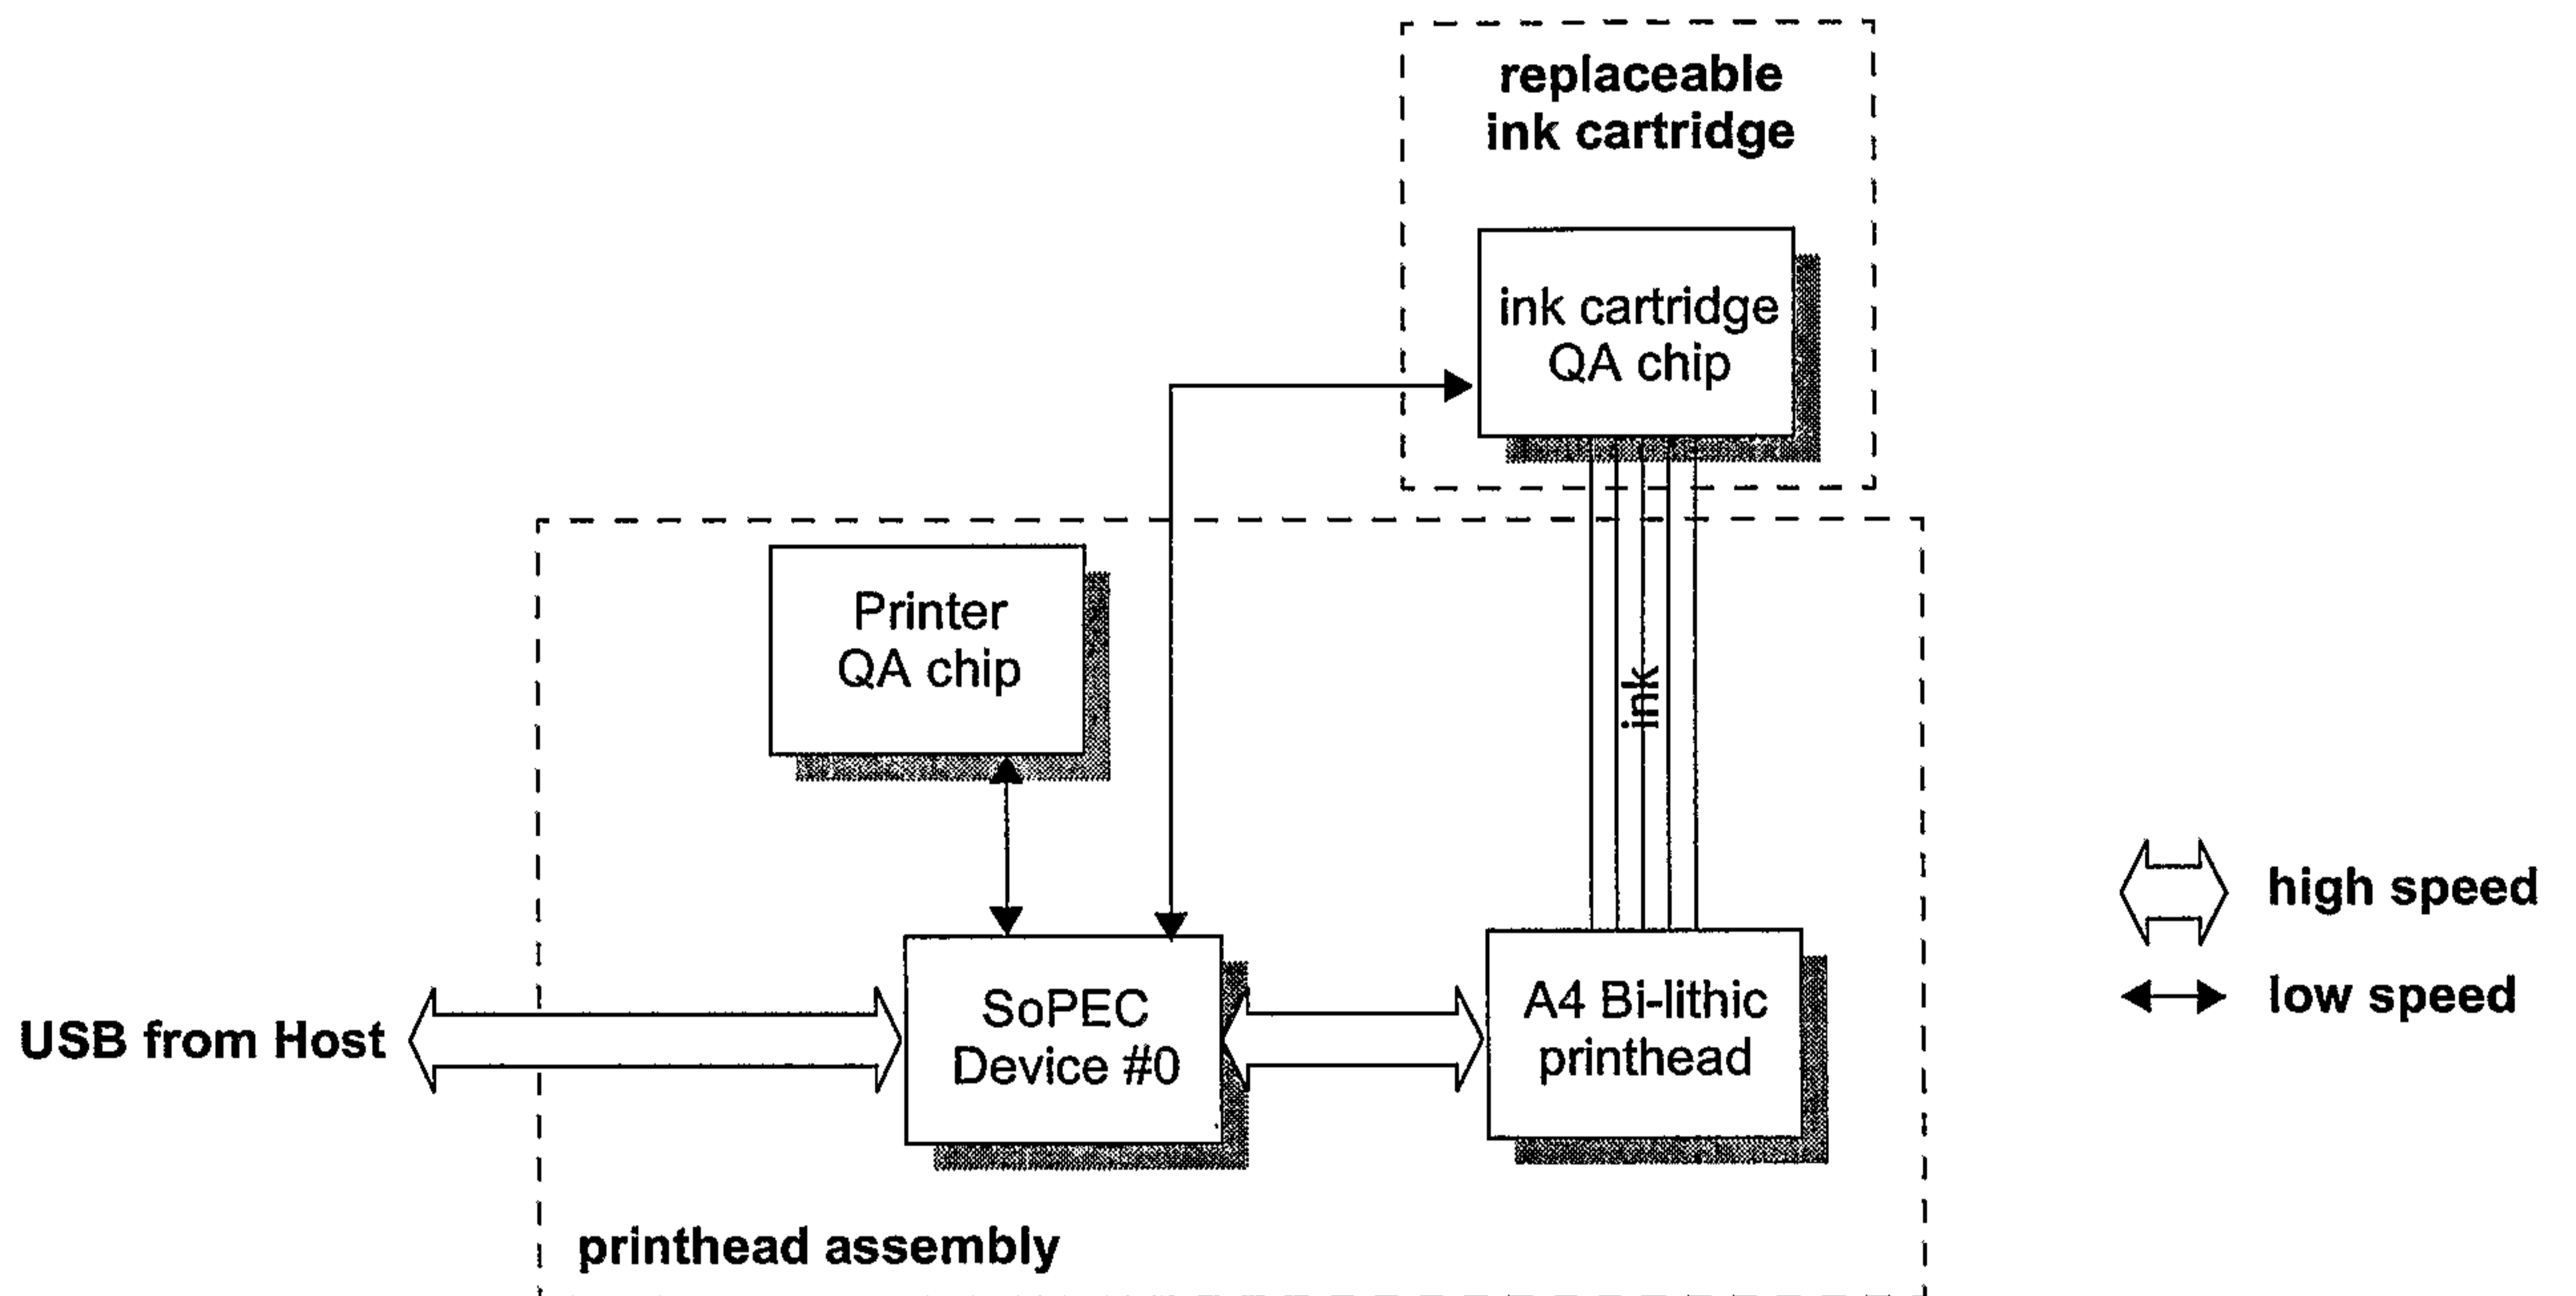 replaceable
ink cartridge
ink cartridge
QA chip
Printer
QA chip
ink
USB from Host
SoPEC
Device #0
A4 Bi-lithic
printhead
high speed
low speed
printhead assembly